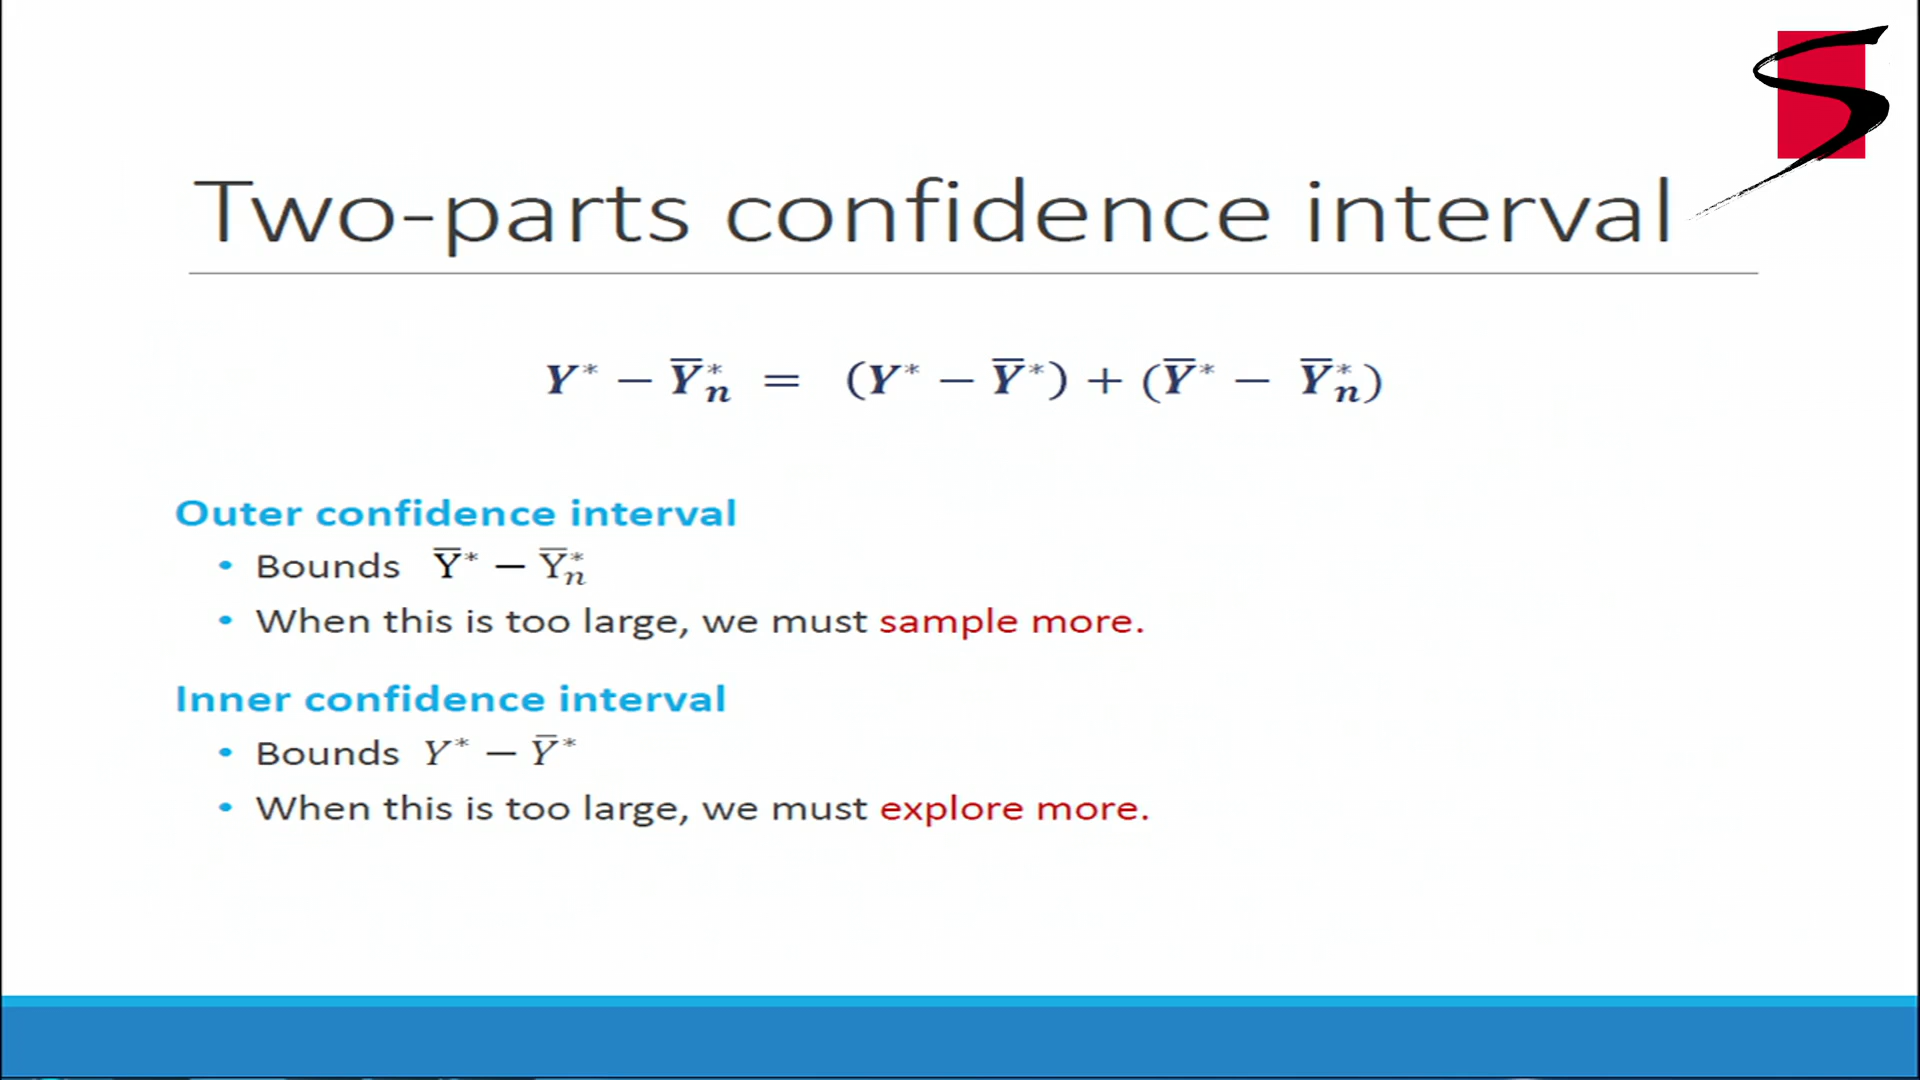 Two-parts confidence interval
Y* − Y̅*ₙ = (Y* − Y̅*) + (Y̅* − Y̅*ₙ)
Outer confidence interval
• Bounds Y̅* − Y̅*ₙ
• When this is too large, we must sample more.
Inner confidence interval
• Bounds Y* − Y̅*
• When this is too large, we must explore more.